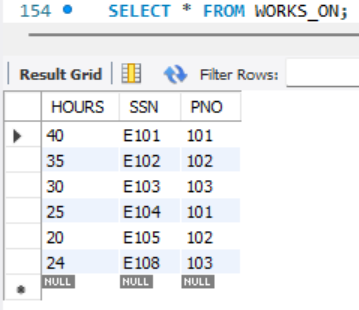 154 SELECT * FROM WORKS_ON;
Result Grid Filter Rows:
HOURS SSN PNO
40 E101 101
35 E102 102
30 E103 103
25 E104 101
20 E105 102
24 E108 103
NULL NULL NULL